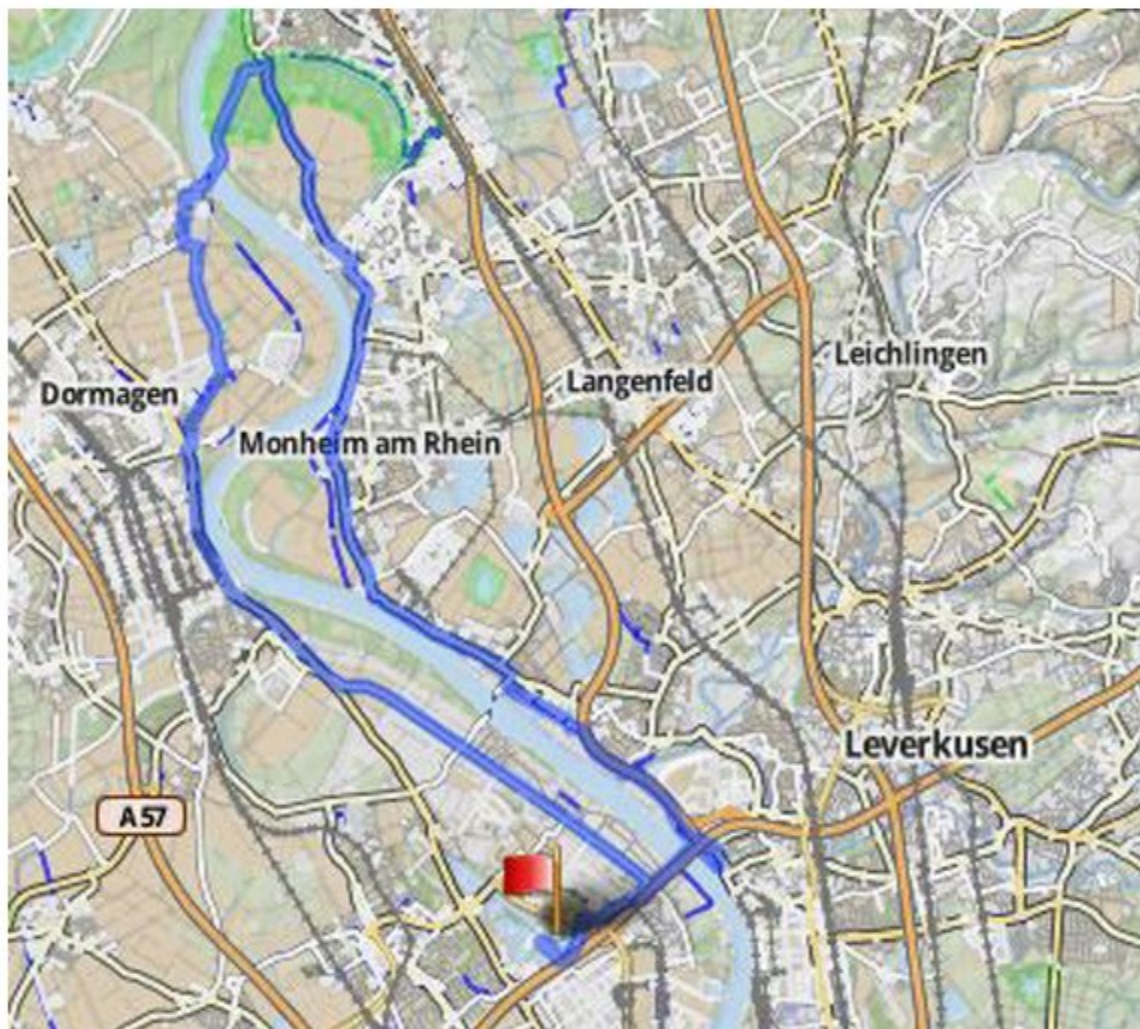 Leichlingen
Langenfeld
Dormagen
Monheim am Rhein
Leverkusen
A 57